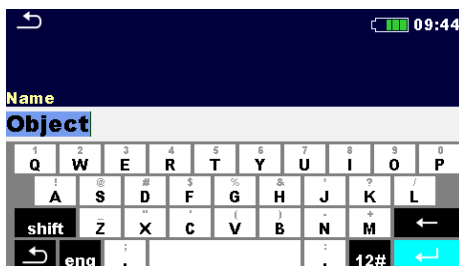 09:44
Name
Object
1 2 3 4 5 6 7 8 9 0
Q W E R T Y U I O P
! @ # $ % & ' ? /
A S D F G H J K L
_ " ' ( ) - +
shift Z X C V B N M
; :
eng , . 12#